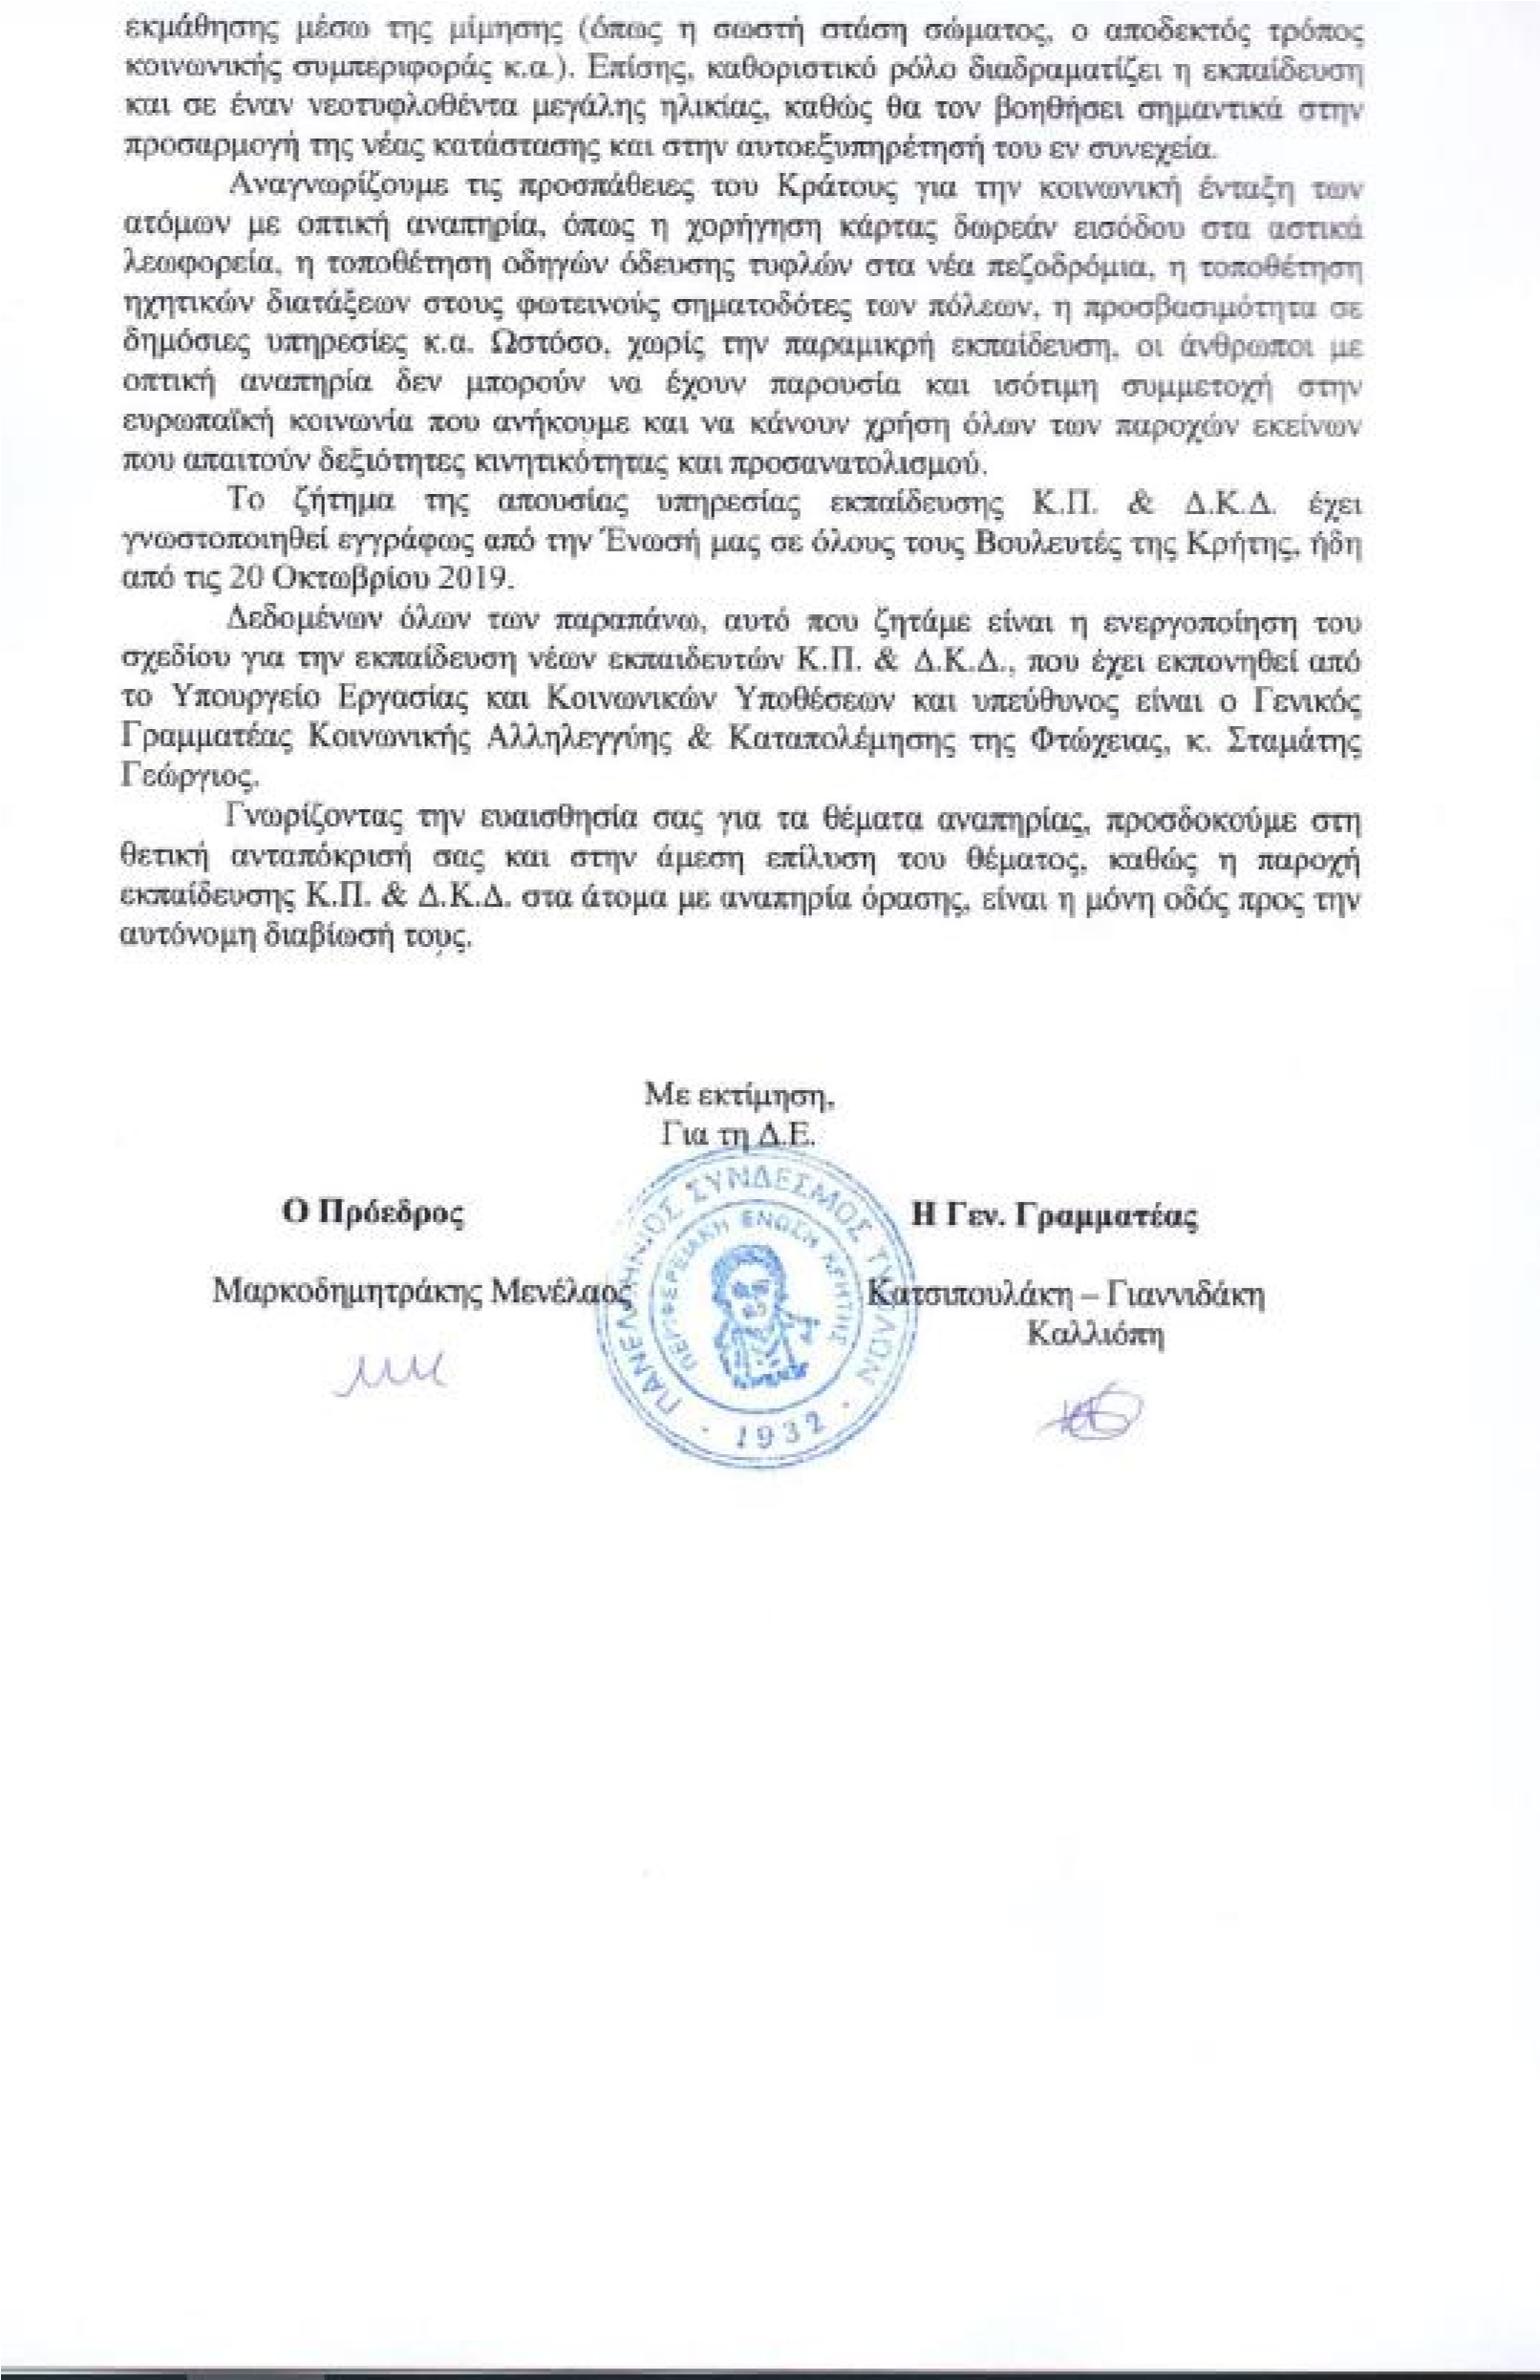 εκμάθησης μέσω της μίμησης (όπως η σωστή στάση σώματος, ο αποδεκτός τρόπος
κοινωνικής συμπεριφοράς κ.α.). Επίσης, καθοριστικό ρόλο διαδραματίζει η εκπαίδευση
και σε έναν νεοτυφλοθέντα μεγάλης ηλικίας, καθώς θα τον βοηθήσει σημαντικά στην
προσαρμογή της νέας κατάστασης και στην αυτοεξυπηρέτησή του εν συνεχεία.
Αναγνωρίζουμε τις προσπάθειες του Κράτους για την κοινωνική ένταξη των
ατόμων με οπτική αναπηρία, όπως η χορήγηση κάρτας δωρεάν εισόδου στα αστικά
λεωφορεία, η τοποθέτηση οδηγών όδευσης τυφλών στα νέα πεζοδρόμια, η τοποθέτηση
ηχητικών διατάξεων στους φωτεινούς σηματοδότες των πόλεων, η προσβασιμότητα σε
δημόσιες υπηρεσίες κ.α. Ωστόσο, χωρίς την παραμικρή εκπαίδευση, οι άνθρωποι με
οπτική αναπηρία δεν μπορούν να έχουν παρουσία και ισότιμη συμμετοχή στην
ευρωπαϊκή κοινωνία που ανήκουμε και να κάνουν χρήση όλων των παροχών εκείνων
που απαιτούν δεξιότητες κινητικότητας και προσανατολισμού.
Το ζήτημα της απουσίας υπηρεσίας εκπαίδευσης Κ.Π. & Δ.Κ.Δ. έχει
γνωστοποιηθεί εγγράφως από την Ένωσή μας σε όλους τους Βουλευτές της Κρήτης, ήδη
από τις 20 Οκτωβρίου 2019.
Δεδομένων όλων των παραπάνω, αυτό που ζητάμε είναι η ενεργοποίηση του
σχεδίου για την εκπαίδευση νέων εκπαιδευτών Κ.Π. & Δ.Κ.Δ., που έχει εκπονηθεί από
το Υπουργείο Εργασίας και Κοινωνικών Υποθέσεων και υπεύθυνος είναι ο Γενικός
Γραμματέας Κοινωνικής Αλληλεγγύης & Καταπολέμησης της Φτώχειας, κ. Σταμάτης
Γεώργιος.
Γνωρίζοντας την ευαισθησία σας για τα θέματα αναπηρίας, προσδοκούμε στη
θετική ανταπόκρισή σας και στην άμεση επίλυση του θέματος, καθώς η παροχή
εκπαίδευσης Κ.Π. & Δ.Κ.Δ. στα άτομα με αναπηρία όρασης, είναι η μόνη οδός προς την
αυτόνομη διαβίωσή τους.
Με εκτίμηση,
Για τη Δ.Ε.
Ο Πρόεδρος
Η Γεν. Γραμματέας
Μαρκοδημητράκης Μενέλαος
Κατσιπουλάκη – Γιαννιδάκη
Καλλιόπη
ΠΑΝΕΛΛΗΝΙΟΣ ΣΥΝΔΕΣΜΟΣ ΤΥΦΛΩΝ
ΠΕΡΙΦΕΡΕΙΑΚΗ ΕΝΩΣΗ ΚΡΗΤΗΣ
· 1932 ·